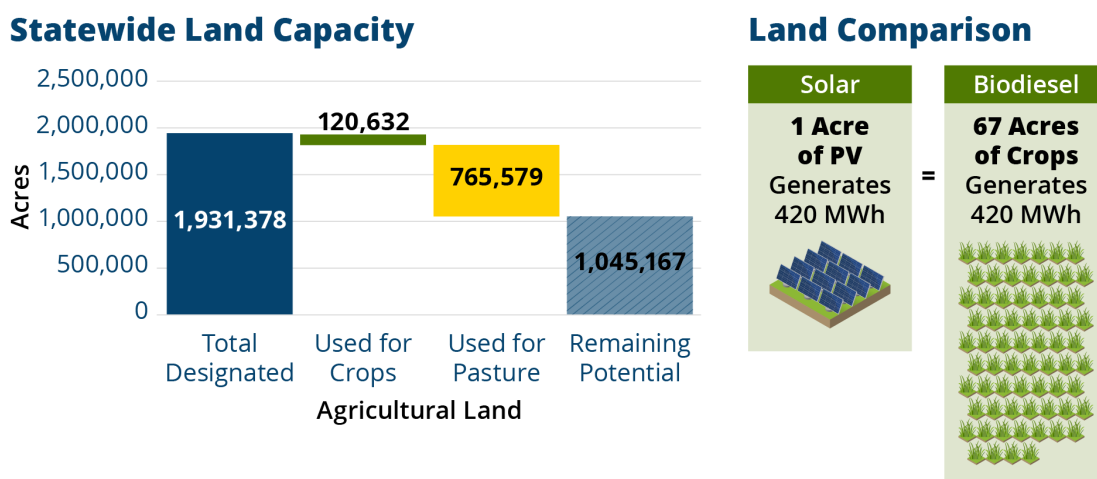 Statewide Land Capacity
2,500,000
2,000,000
1,500,000
1,000,000
500,000
0
Acres
1,931,378
120,632
765,579
1,045,167
Total
Designated
Used for
Crops
Used for
Pasture
Remaining
Potential
Agricultural Land
Land Comparison
Solar
1 Acre
of PV
Generates
420 MWh
=
Biodiesel
67 Acres
of Crops
Generates
420 MWh